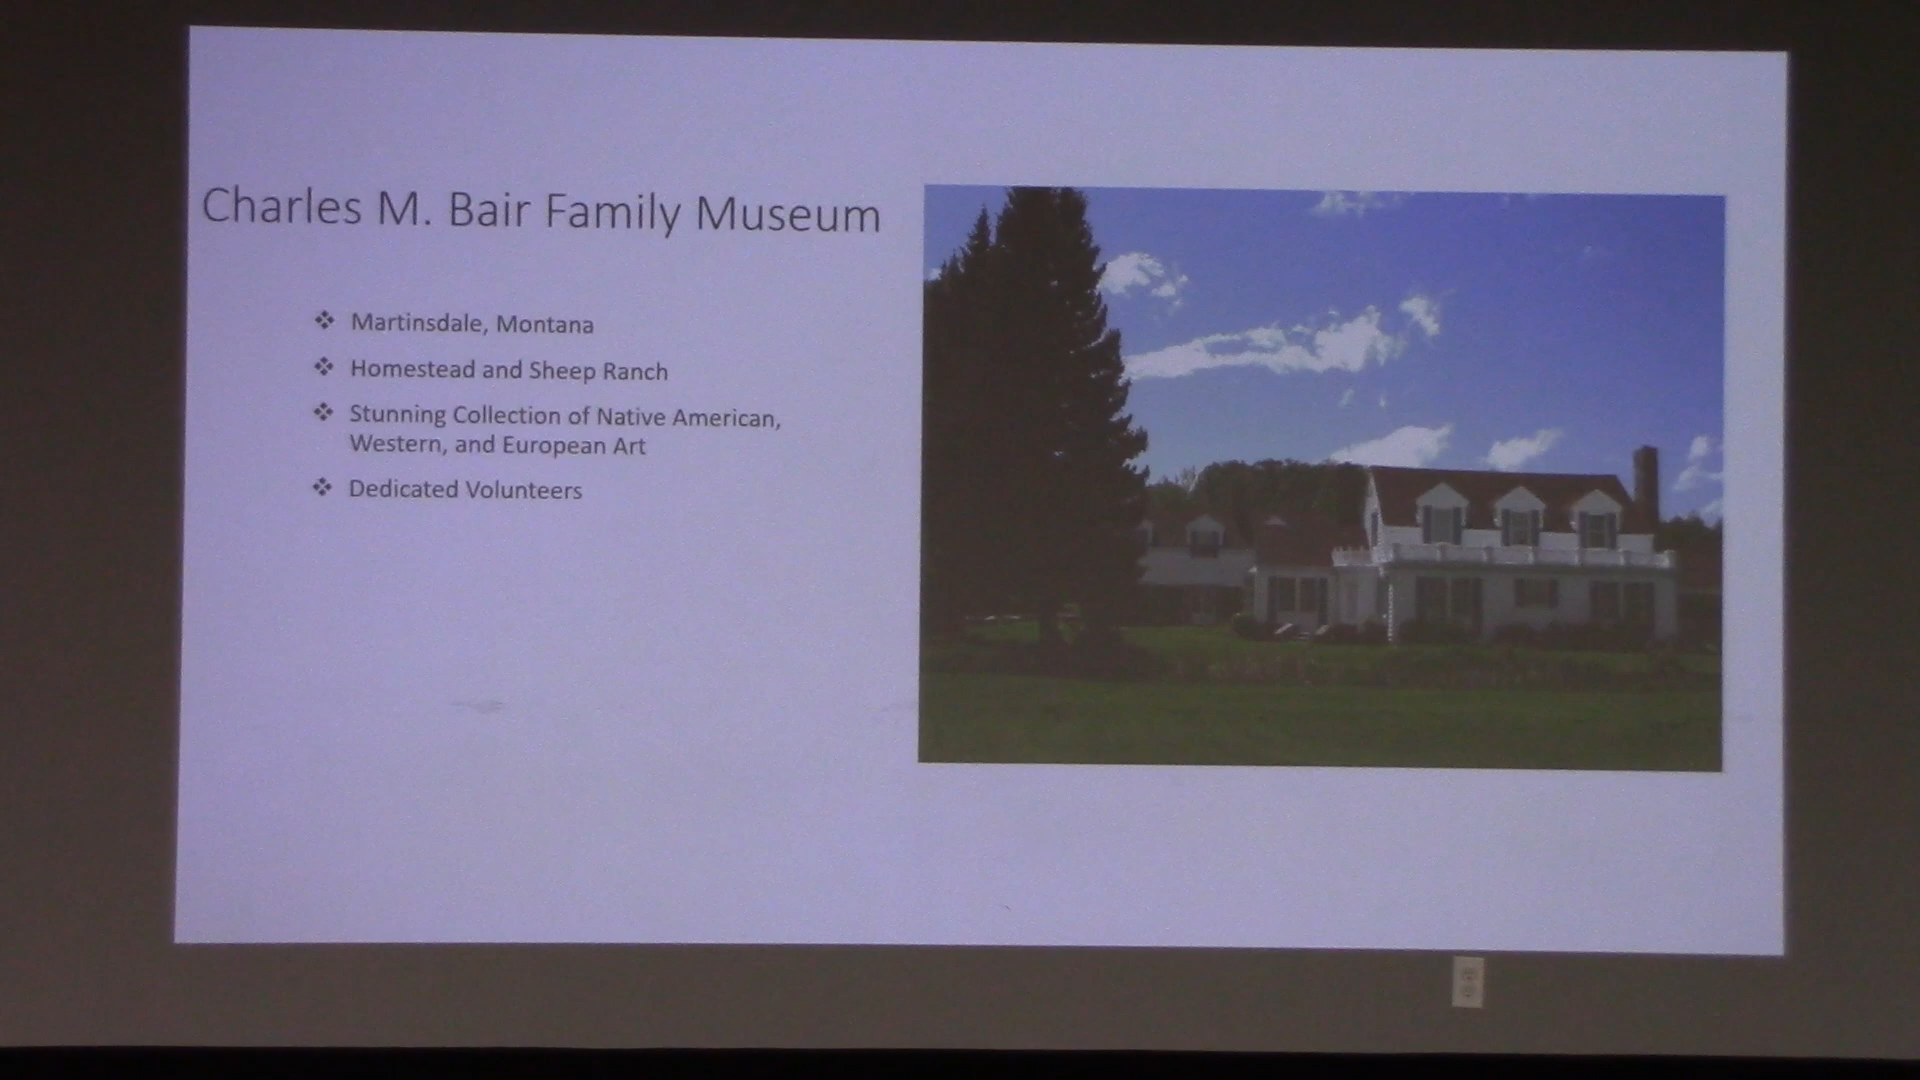 Charles M. Bair Family Museum
❖ Martinsdale, Montana
❖ Homestead and Sheep Ranch
❖ Stunning Collection of Native American,
Western, and European Art
❖ Dedicated Volunteers